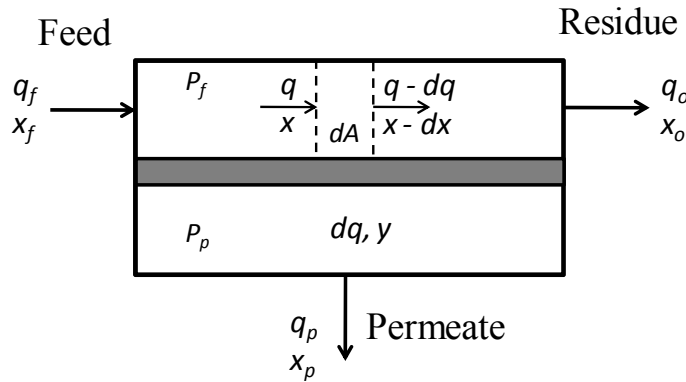 Feed
Residue
q_f
x_f
P_f
q
x
dA
q - dq
x - dx
q_o
x_o
P_p
dq, y
q_p
x_p
Permeate